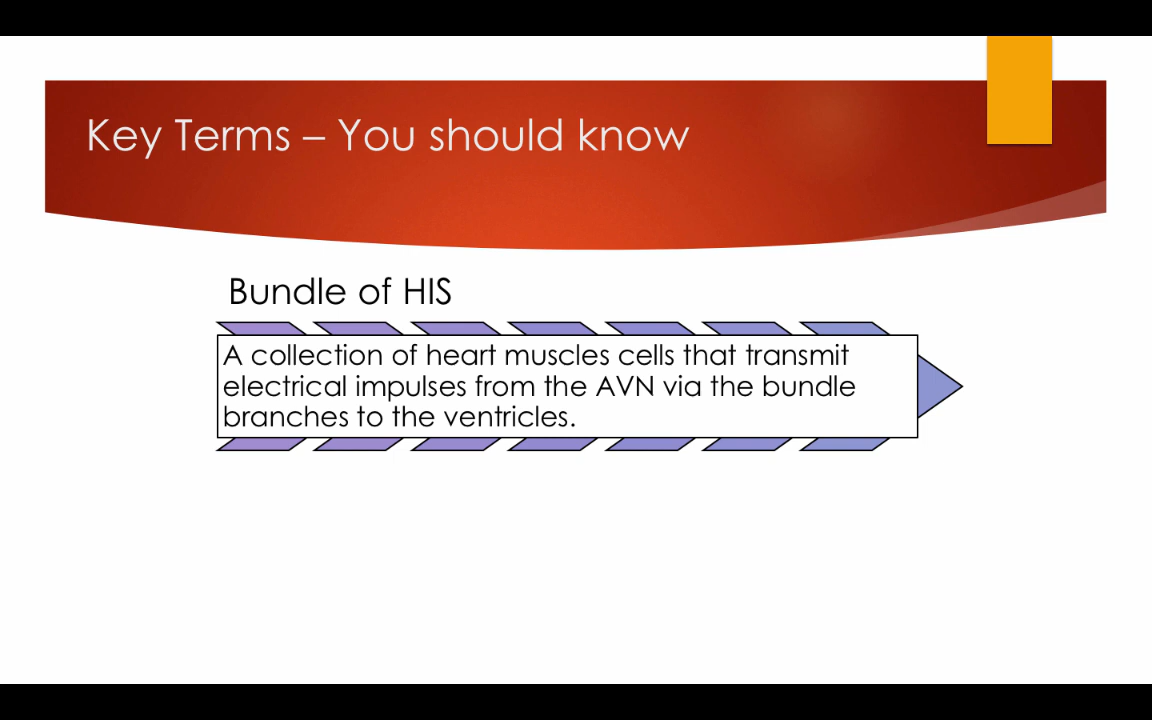 Key Terms – You should know
Bundle of HIS
A collection of heart muscles cells that transmit
electrical impulses from the AVN via the bundle
branches to the ventricles.